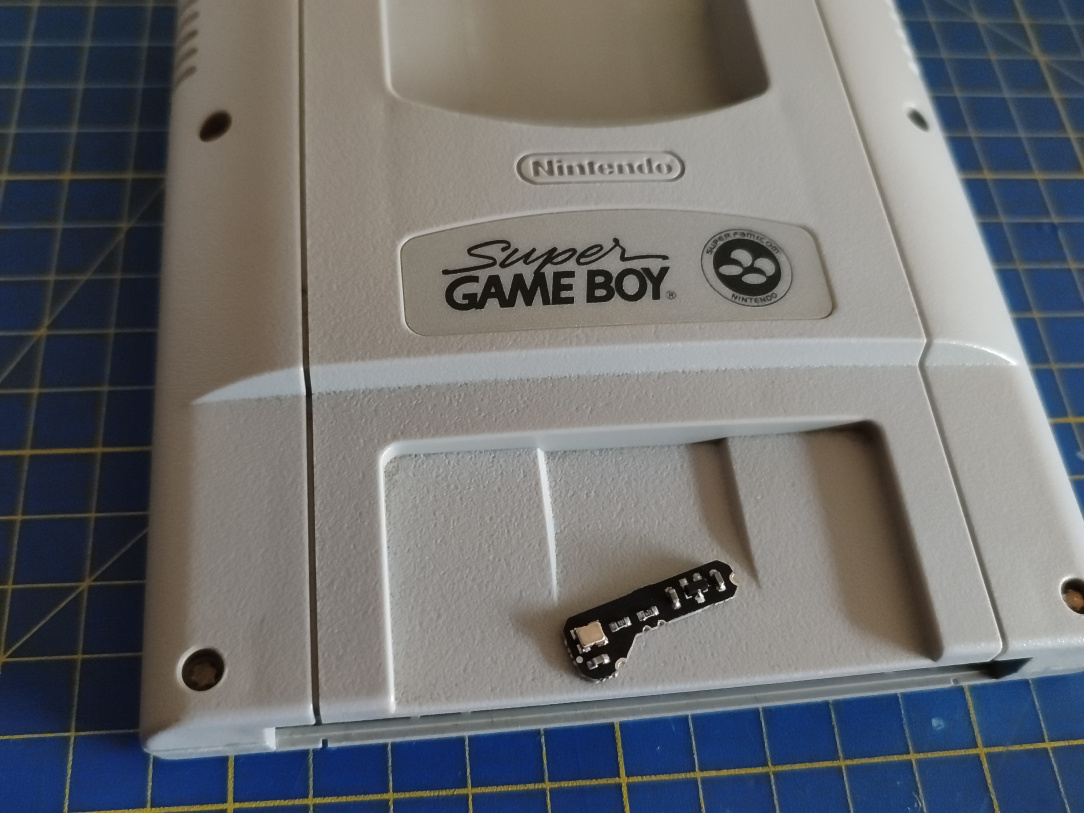 Nintendo
Super
GAME BOY®
SUPER FAMICOM
NINTENDO